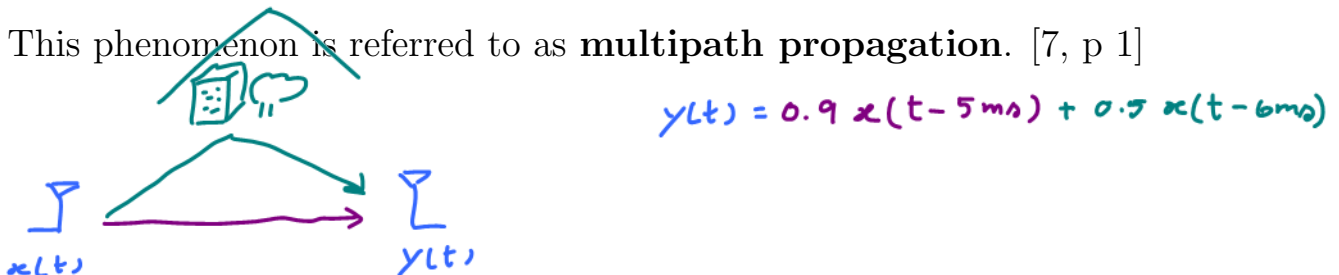 This phenomenon is referred to as multipath propagation. [7, p 1]
y(t) = 0.9 x(t-5ms) + 0.5 x(t-6ms)
x(t)
y(t)